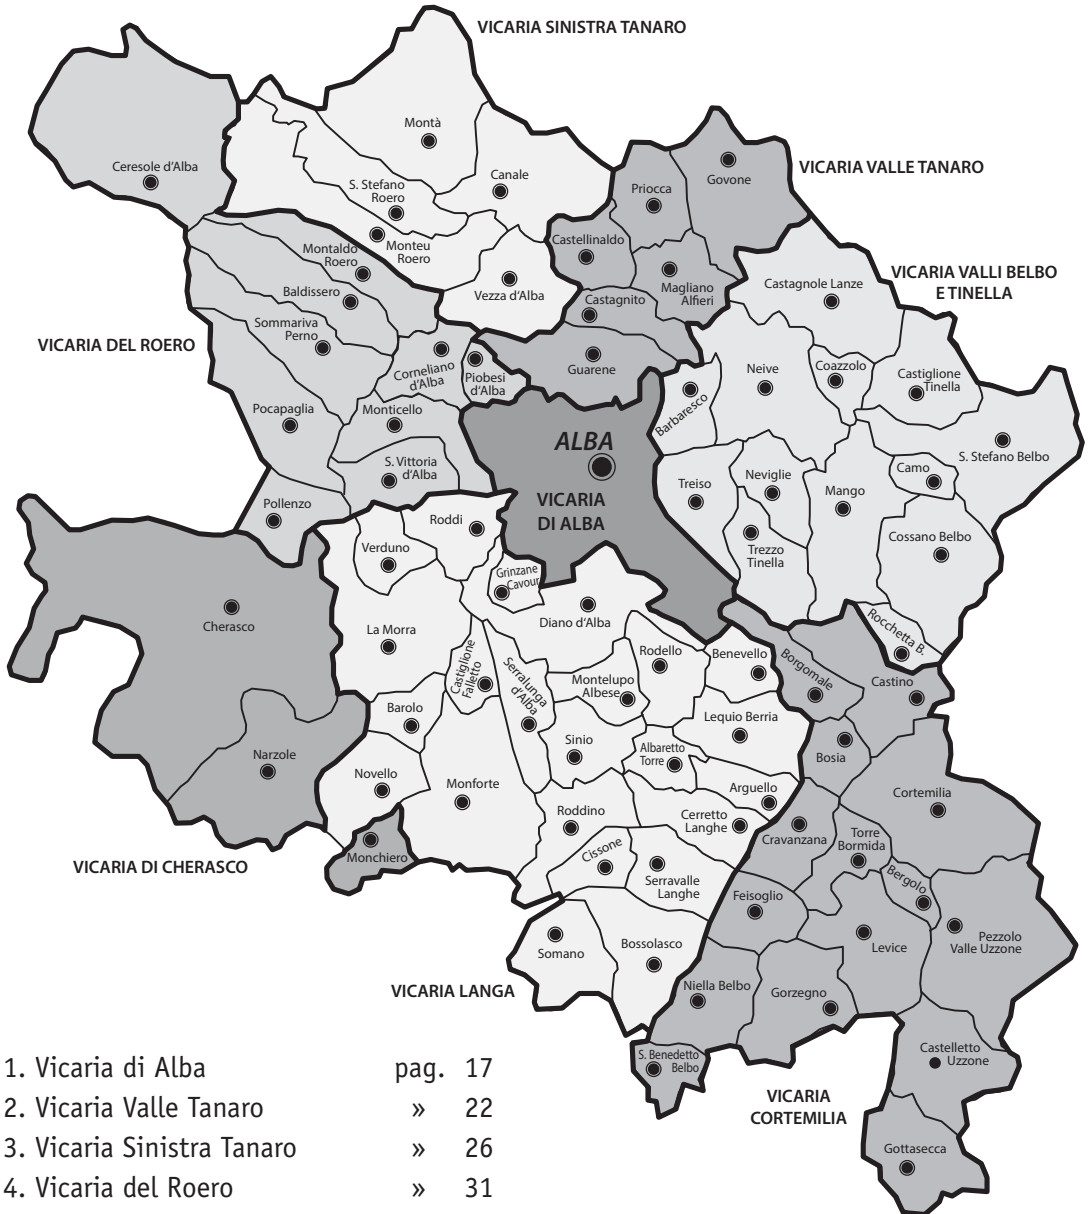 VICARIA SINISTRA TANARO
Montà
Ceresole d'Alba
Canale
S. Stefano
Roero
Monteu
Roero
Vezza d'Alba
VICARIA VALLE TANARO
Govone
Priocca
Castellinaldo
Magliano
Alfieri
Castagnito
Guarene
VICARIA VALLI BELBO
E TINELLA
Castagnole Lanze
Neive
Coazzolo
Castiglione
Tinella
Barbaresco
S. Stefano Belbo
Camo
Treiso
Neviglie
Mango
Trezzo
Tinella
Cossano Belbo
Rocchetta B.
VICARIA DEL ROERO
Montaldo
Roero
Baldissero
Sommariva
Perno
Corneliano
d'Alba
Piobesi
d'Alba
Pocapaglia
Monticello
S. Vittoria
d'Alba
Pollenzo
ALBA
VICARIA
DI ALBA
Cherasco
Narzole
Monchiero
VICARIA DI CHERASCO
Roddi
Verduno
Grinzane
Cavour
Diano d'Alba
La Morra
Castiglione
Falletto
Serralunga
d'Alba
Rodello
Benevello
Montelupo
Albese
Barolo
Lequio Berria
Sinio
Albaretto
Torre
Novello
Monforte
Arguello
Roddino
Cerretto
Langhe
Cissone
Serravalle
Langhe
Somano
Bossolasco
VICARIA LANGA
Borgomale
Castino
Bosia
Cortemilia
Cravanzana
Torre
Bormida
Bergolo
Feisoglio
Levice
Pezzolo
Valle Uzzone
Niella Belbo
Gorzegno
S. Benedetto
Belbo
Castelletto
Uzzone
VICARIA
CORTEMILIA
Gottasecca
1. Vicaria di Alba pag. 17
2. Vicaria Valle Tanaro » 22
3. Vicaria Sinistra Tanaro » 26
4. Vicaria del Roero » 31